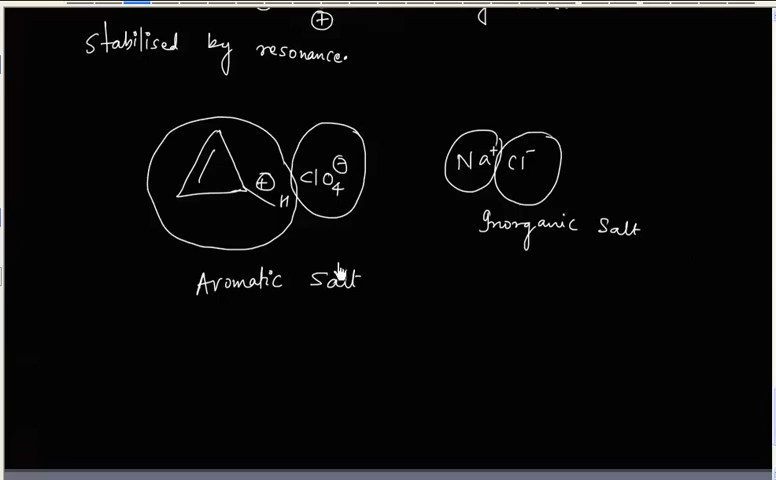 ⊕
stabilised by resonance.
⊕ H ClO4⊖
Na+ Cl-
Inorganic Salt
Aromatic Salt